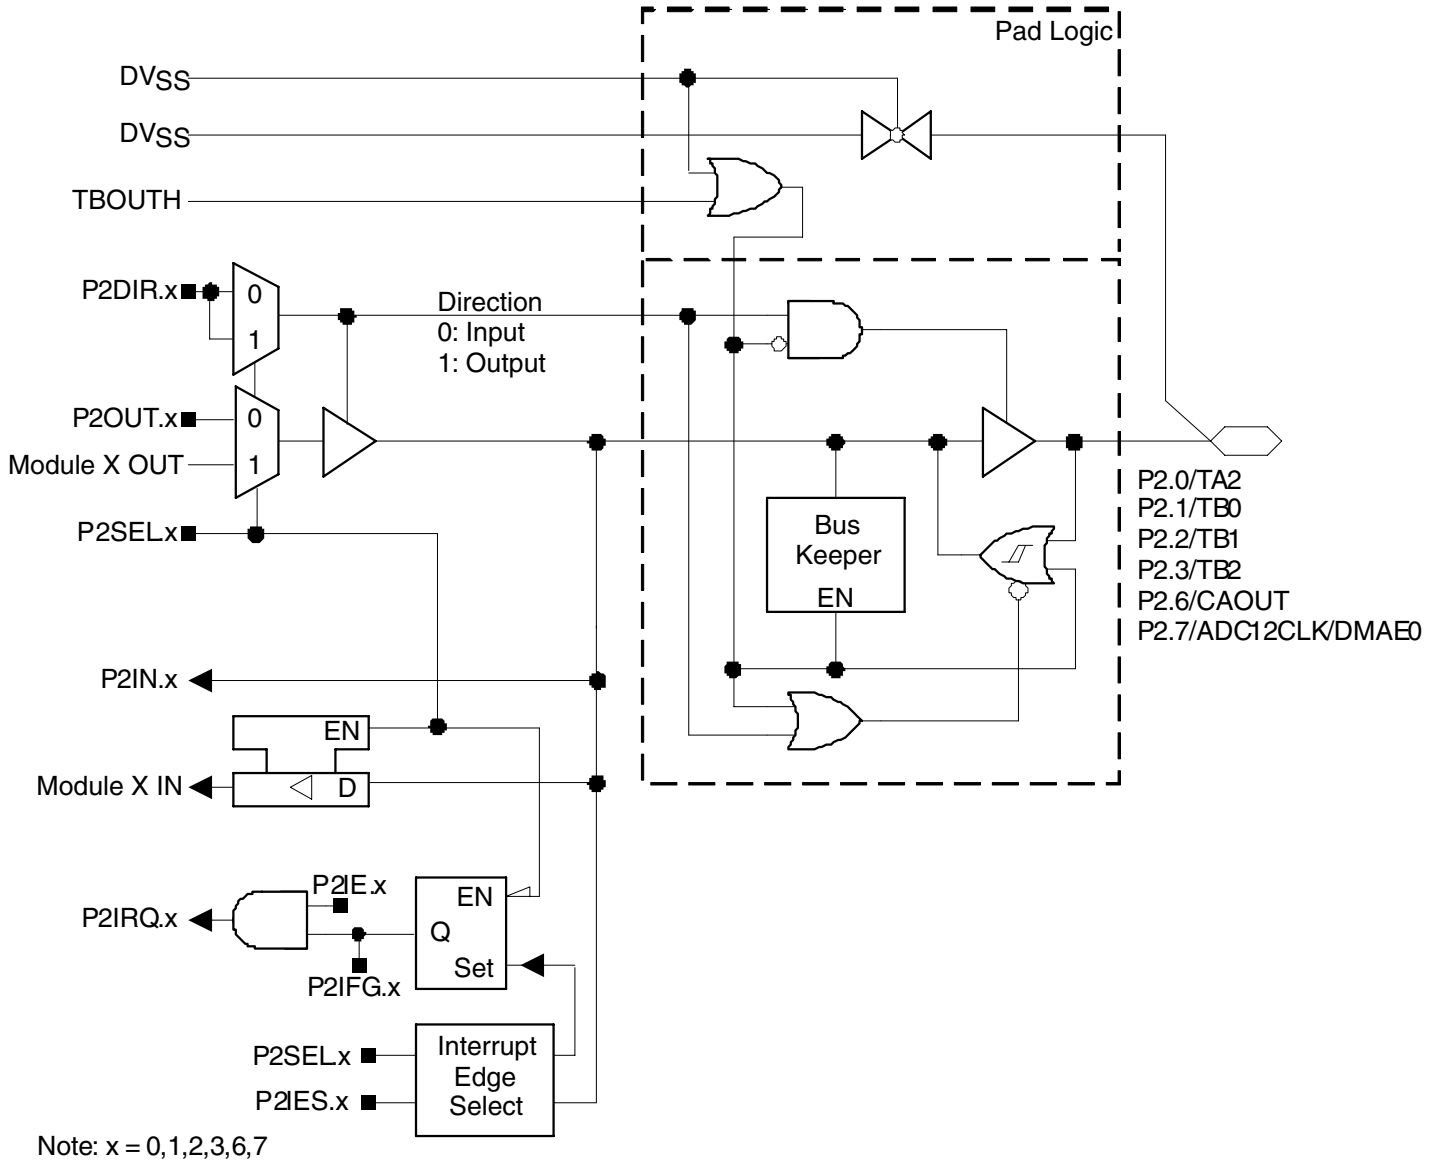 Pad Logic
DVSS
DVSS
TBOUTH
P2DIR.x
0
1
Direction
0: Input
1: Output
P2OUT.x
0
Module X OUT
1
P2SEL.x
Bus
Keeper
EN
P2.0/TA2
P2.1/TB0
P2.2/TB1
P2.3/TB2
P2.6/CAOUT
P2.7/ADC12CLK/DMAE0
P2IN.x
EN
Module X IN
D
P2IE.x
P2IRQ.x
EN
Q
Set
P2IFG.x
P2SEL.x
P2IES.x
Interrupt
Edge
Select
Note: x = 0,1,2,3,6,7